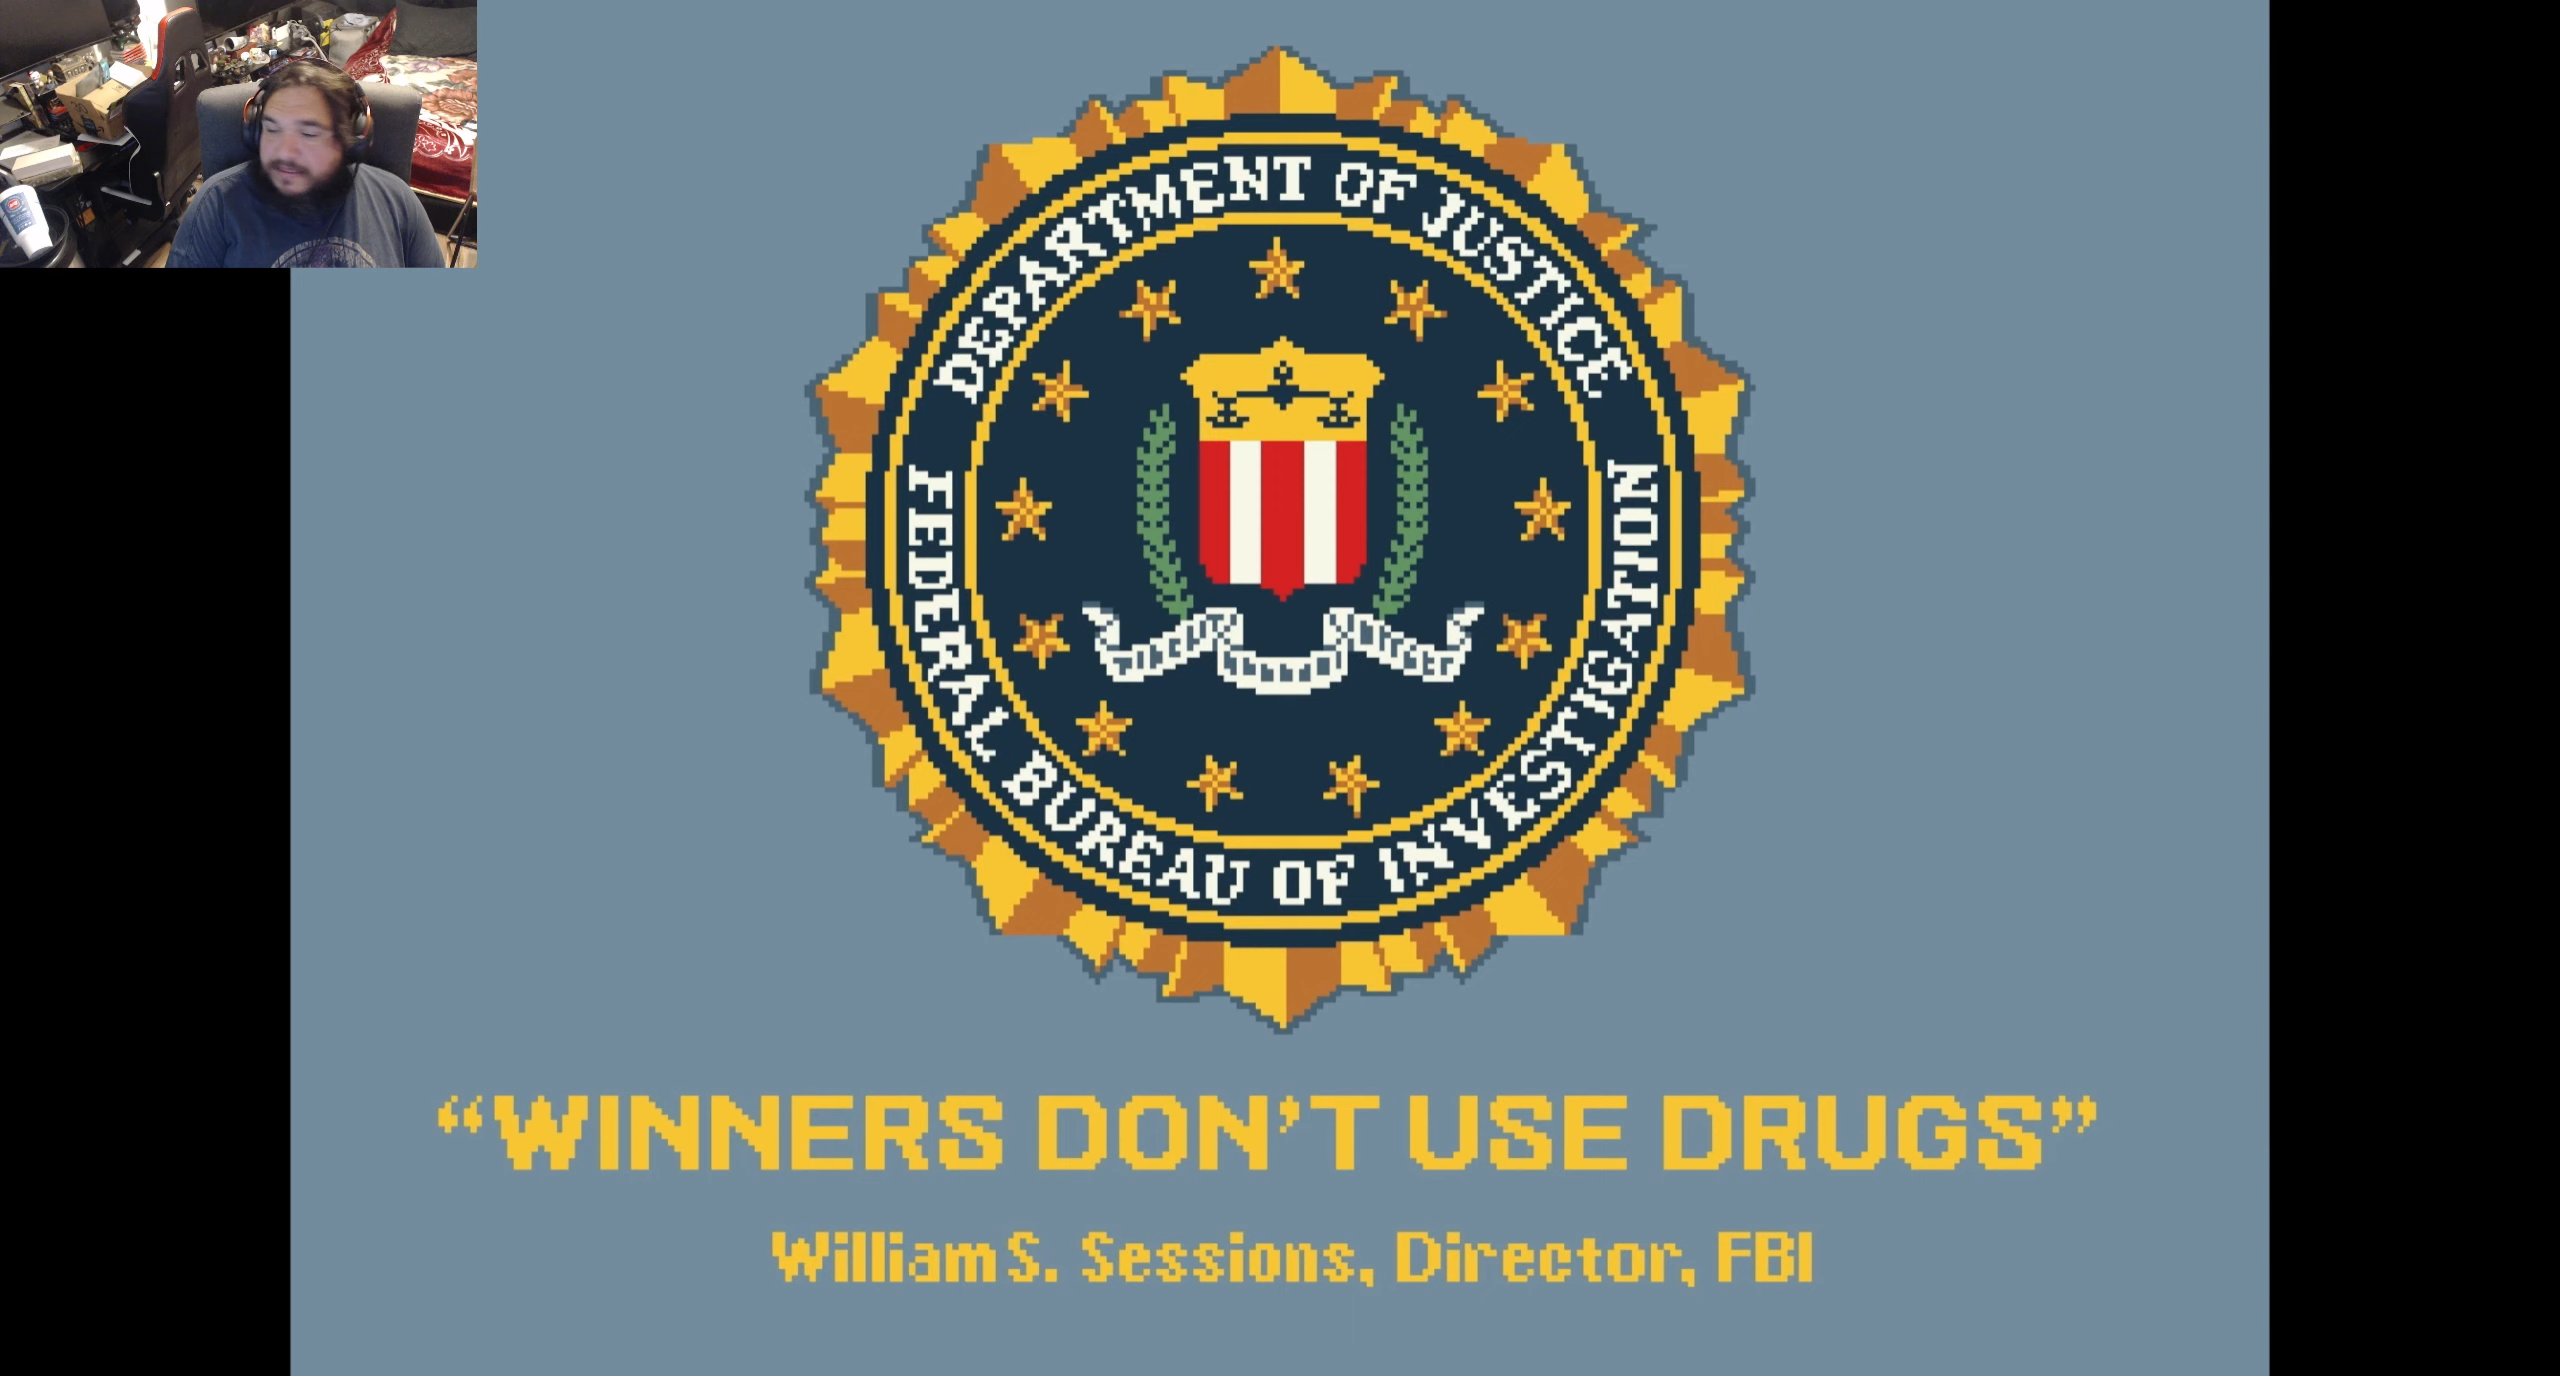 DEPARTMENT OF JUSTICE
FEDERAL BUREAU OF INVESTIGATION
“WINNERS DON’T USE DRUGS”
William S. Sessions, Director, FBI